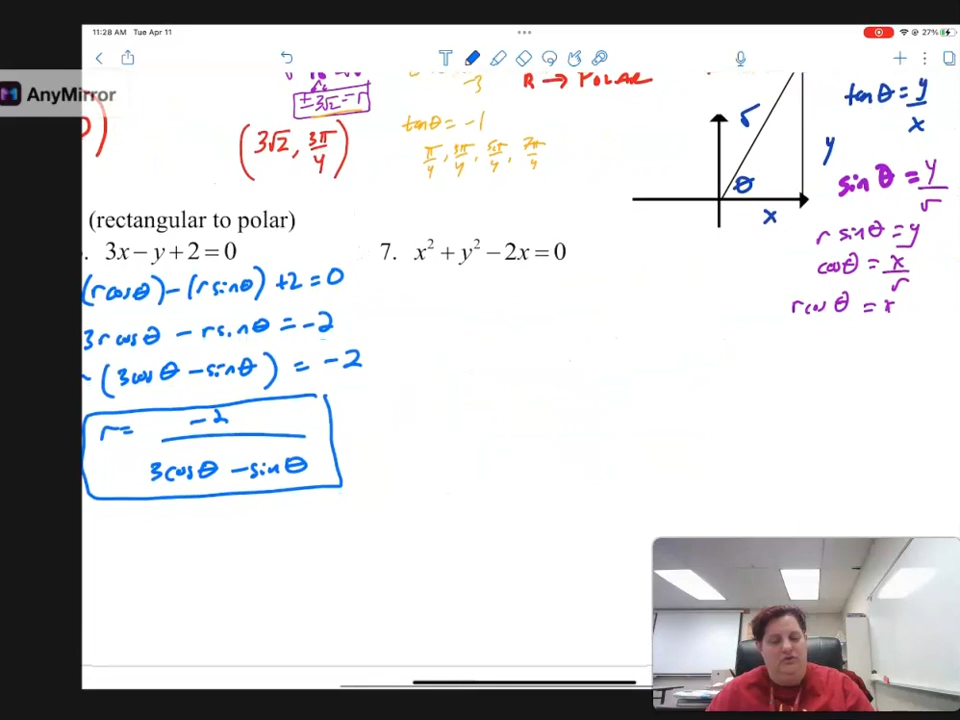 11:28 AM Tue Apr 11
27%
AnyMirror
± 3√2 = r
-3
R → POLAR
tan θ = y/x
(3√2, 3π/4)
tan θ = -1
π/4, 3π/4, 5π/4, 7π/4
r
θ
x
y
sin θ = y/r
r sin θ = y
cos θ = x/r
r cos θ = x
(rectangular to polar)
. 3x − y + 2 = 0
7. x² + y² − 2x = 0
(r cos θ) − (r sin θ) + 2 = 0
3r cos θ − r sin θ = −2
(3 cos θ − sin θ) = −2
r = −2 / 3 cos θ − sin θ